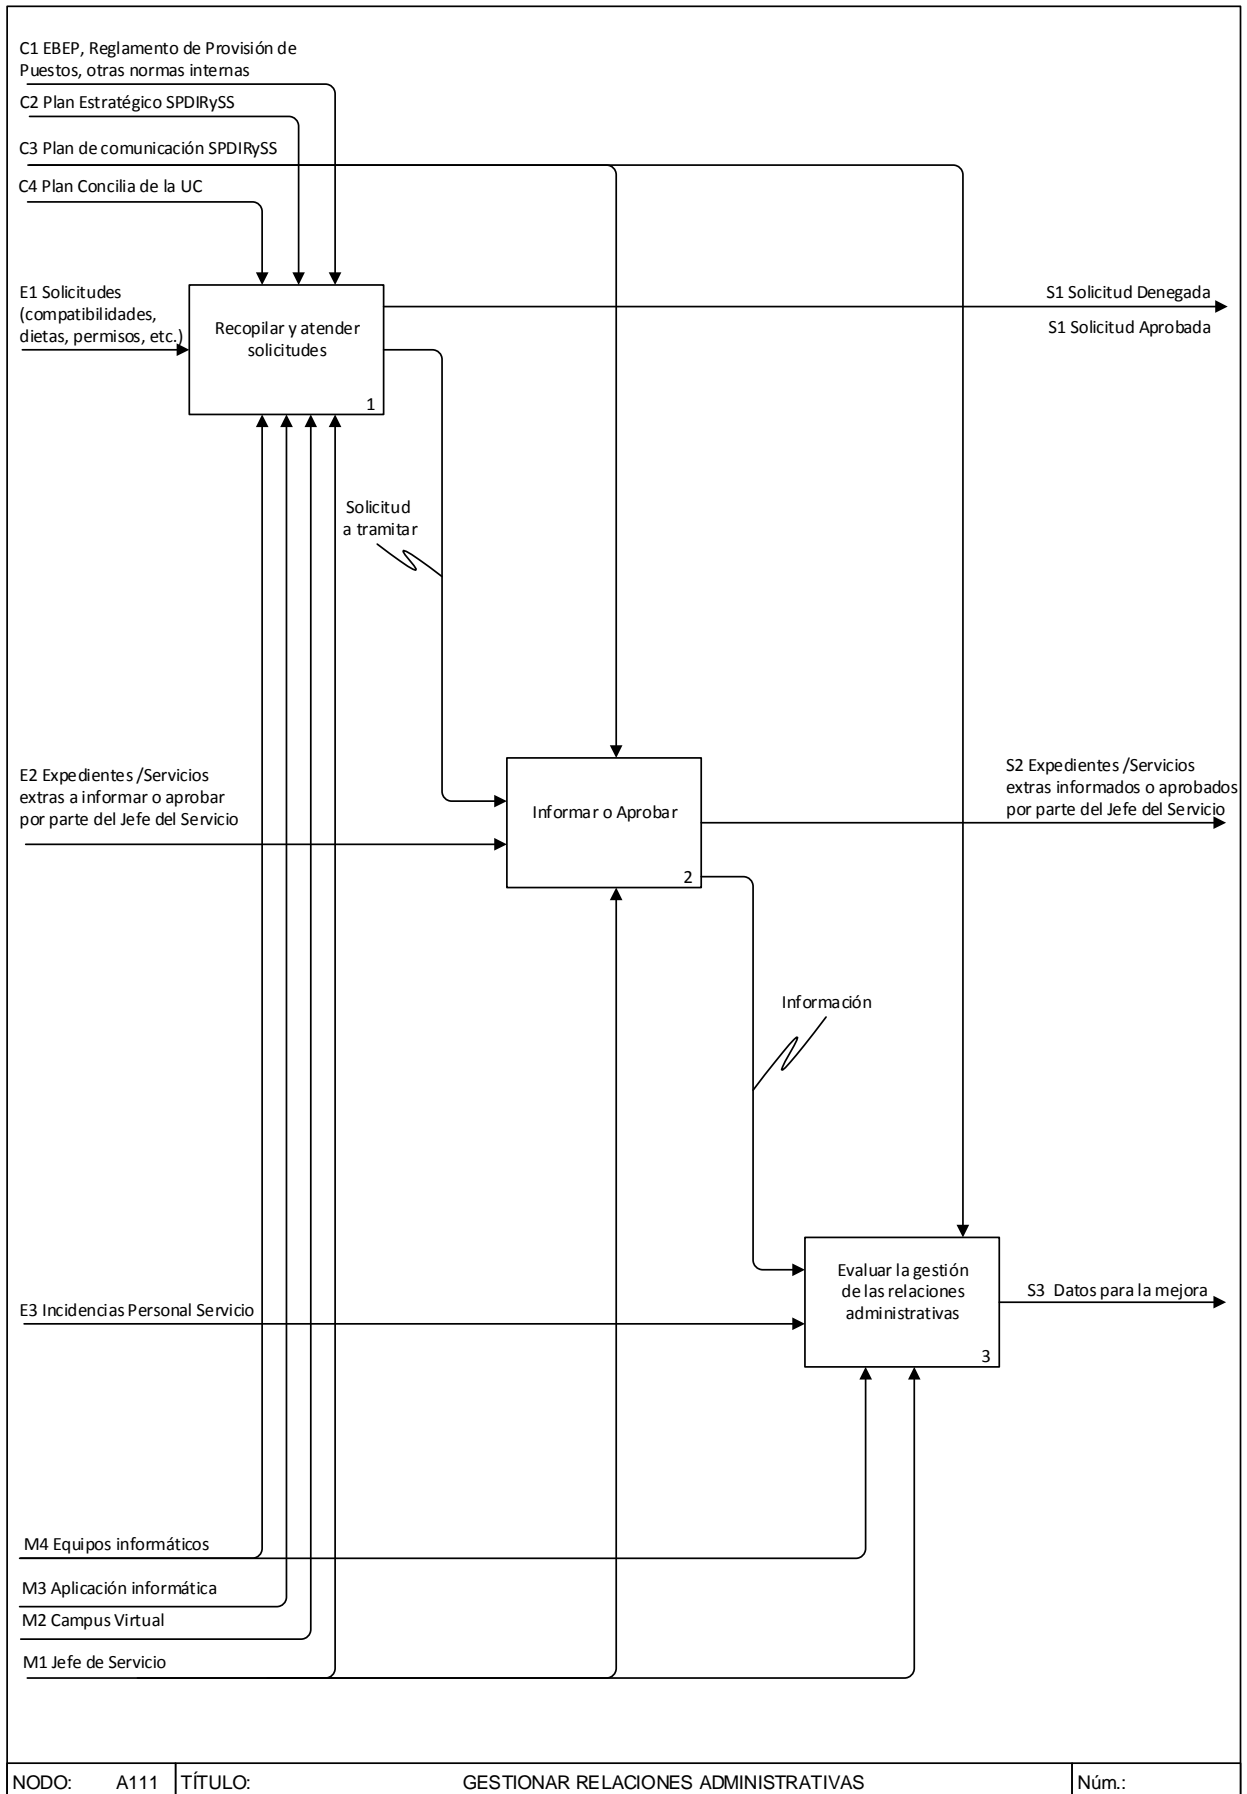 C1 EBEP, Reglamento de Provisión de
Puestos, otras normas internas
C2 Plan Estratégico SPDIRySS
C3 Plan de comunicación SPDIRySS
C4 Plan Concilia de la UC
E1 Solicitudes
(compatibilidades,
dietas, permisos, etc.)
Recopilar y atender
solicitudes
1
S1 Solicitud Denegada
S1 Solicitud Aprobada
Solicitud
a tramitar
E2 Expedientes /Servicios
extras a informar o aprobar
por parte del Jefe del Servicio
Informar o Aprobar
2
S2 Expedientes /Servicios
extras informados o aprobados
por parte del Jefe del Servicio
Información
E3 Incidencias Personal Servicio
Evaluar la gestión
de las relaciones
administrativas
3
S3 Datos para la mejora
M4 Equipos informáticos
M3 Aplicación informática
M2 Campus Virtual
M1 Jefe de Servicio
NODO: A111 TÍTULO: GESTIONAR RELACIONES ADMINISTRATIVAS Núm.: